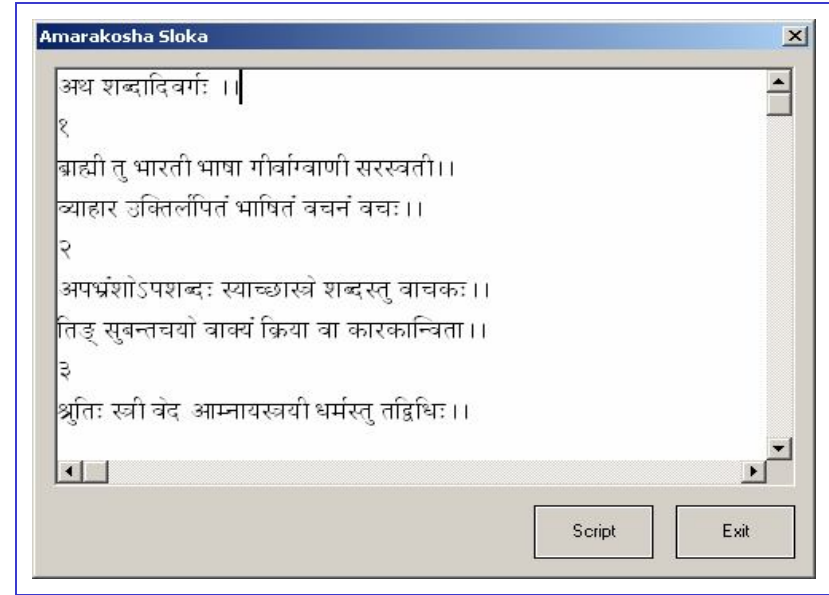 Amarakosha Sloka
अथ शब्दादिवर्गः ।।
१
ब्राह्मी तु भारती भाषा गीर्वाग्वाणी सरस्वती।।
व्याहार उक्तिर्लपितं भाषितं वचनं वचः।।
२
अपभ्रंशोऽपशब्दः स्याच्छास्त्रे शब्दस्तु वाचकः।।
तिङ् सुबन्तचयो वाक्यं क्रिया वा कारकान्विता।।
३
श्रुतिः स्त्री वेद आम्नायस्त्रयी धर्मस्तु तद्विधिः।।
Script Exit